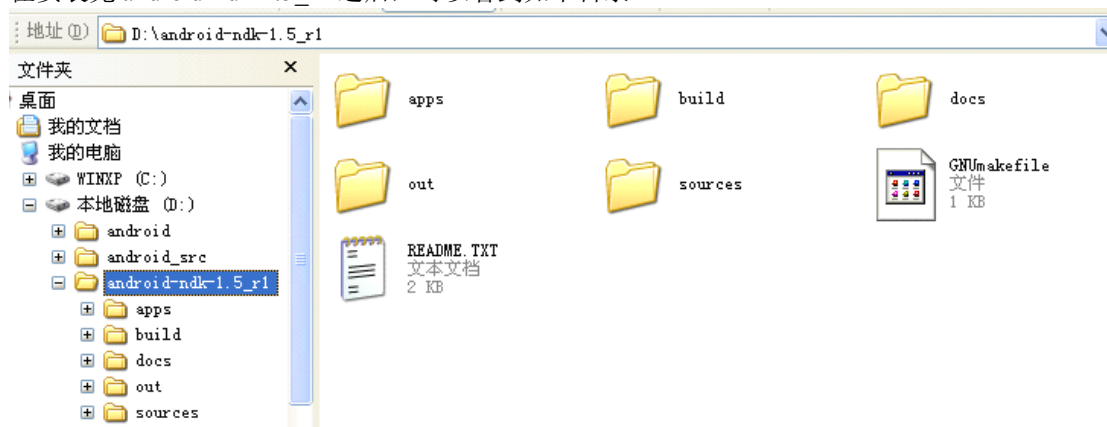 地址(D) D:\android-ndk-1.5_r1
文件夹
桌面
我的文档
我的电脑
WINXP (C:)
本地磁盘 (D:)
android
android_src
android-ndk-1.5_r1
apps
build
docs
out
sources
apps
build
docs
out
sources
GNUmakefile
文件
1 KB
README.TXT
文本文档
2 KB